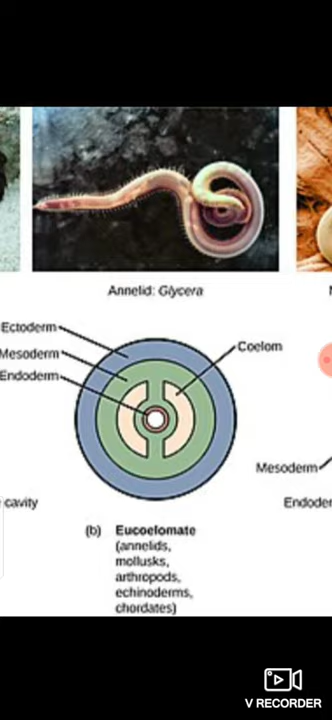 Annelid: Glycera
Ectoderm
Mesoderm
Endoderm
Coelom
Mesoderm
cavity
(b) Eucoelomate
(annelids,
mollusks,
arthropods,
echinoderms,
chordates)
V RECORDER